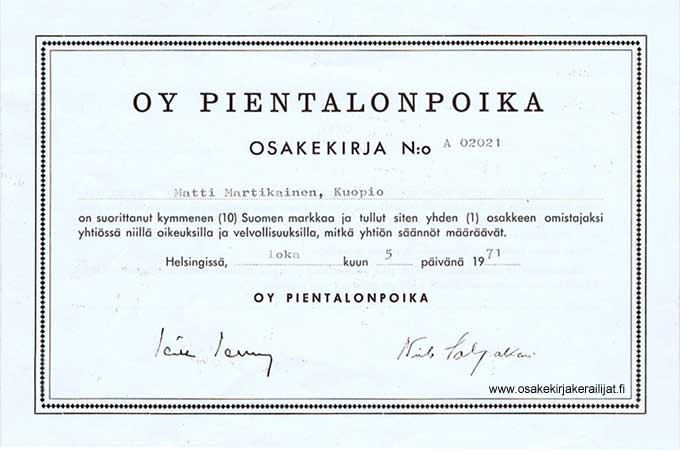 OY PIENTALONPOIKA
OSAKEKIRJA N:o A 02021
Matti Martikainen, Kuopio
on suorittanut kymmenen (10) Suomen markkaa ja tullut siten yhden (1) osakkeen omistajaksi
yhtiössä niillä oikeuksilla ja velvollisuuksilla, mitkä yhtiön säännöt määräävät.
Helsingissä, loka kuun 5 päivänä 1971
OY PIENTALONPOIKA
www.osakekirjakerailijat.fi